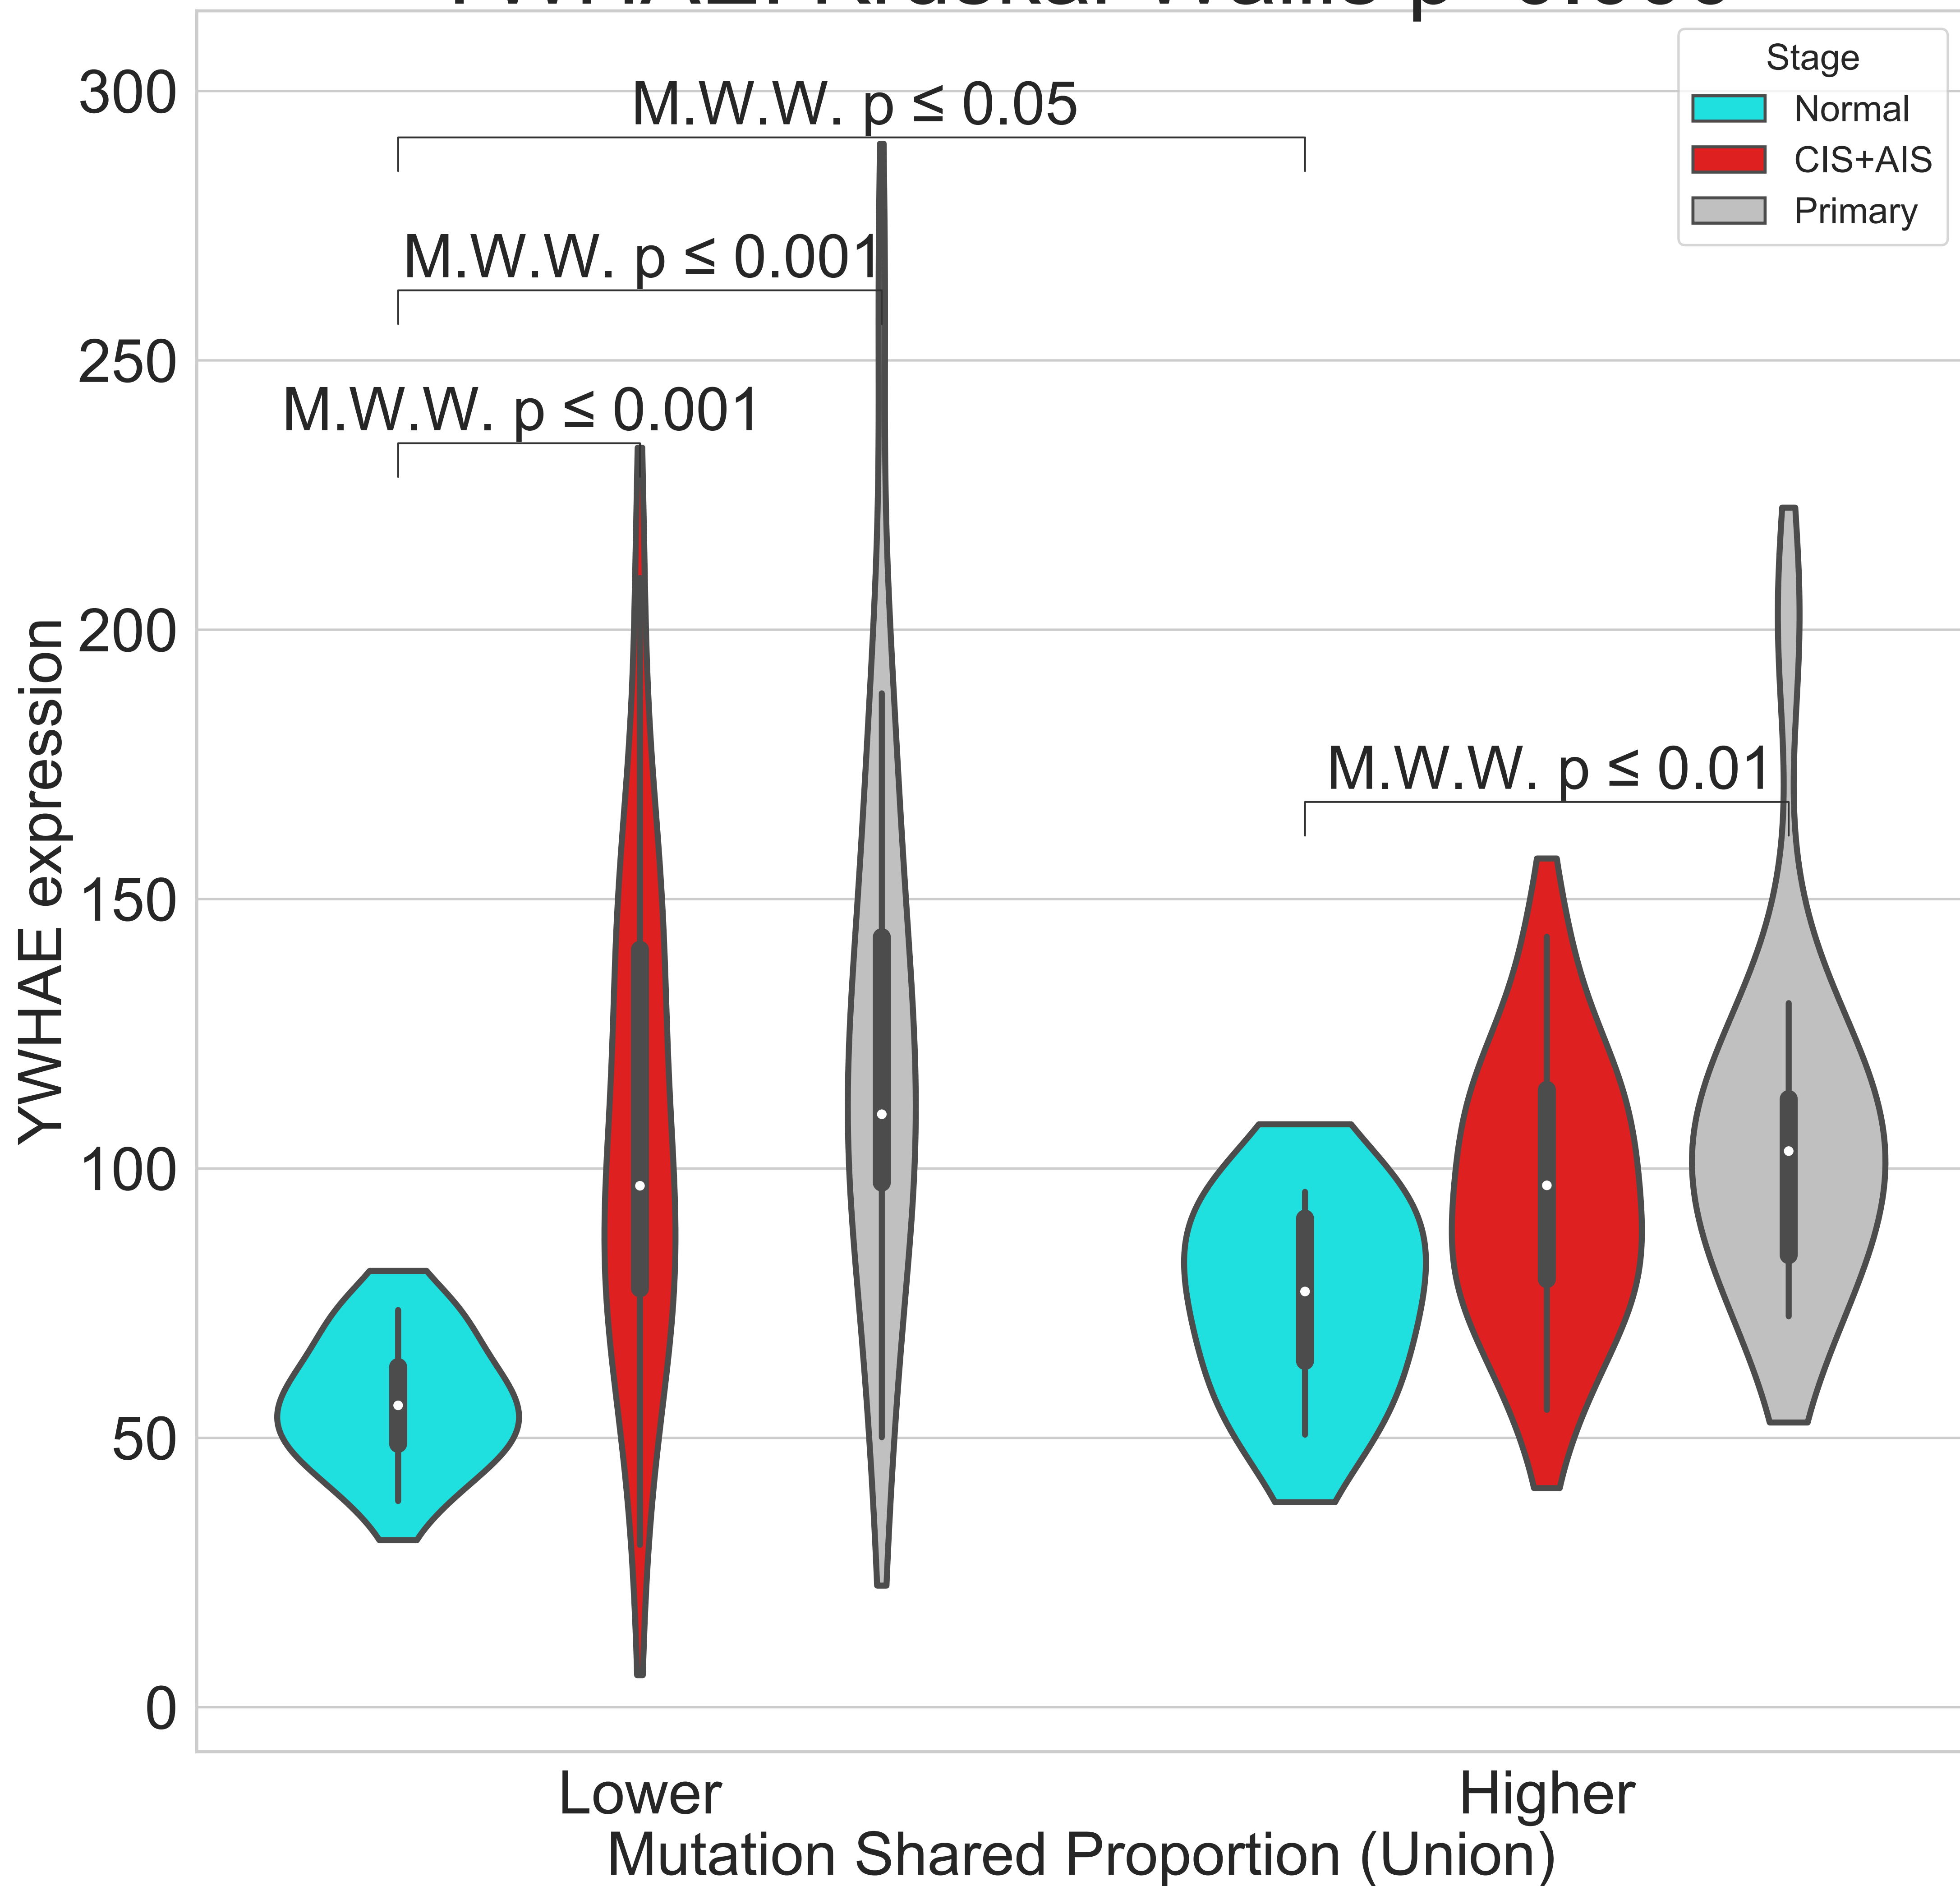 Stage
Normal
CIS+AIS
Primary
M.W.W. p ≤ 0.05
M.W.W. p ≤ 0.001
M.W.W. p ≤ 0.001
M.W.W. p ≤ 0.01
YWHAE expression
300
250
200
150
100
50
0
Lower
Higher
Mutation Shared Proportion (Union)